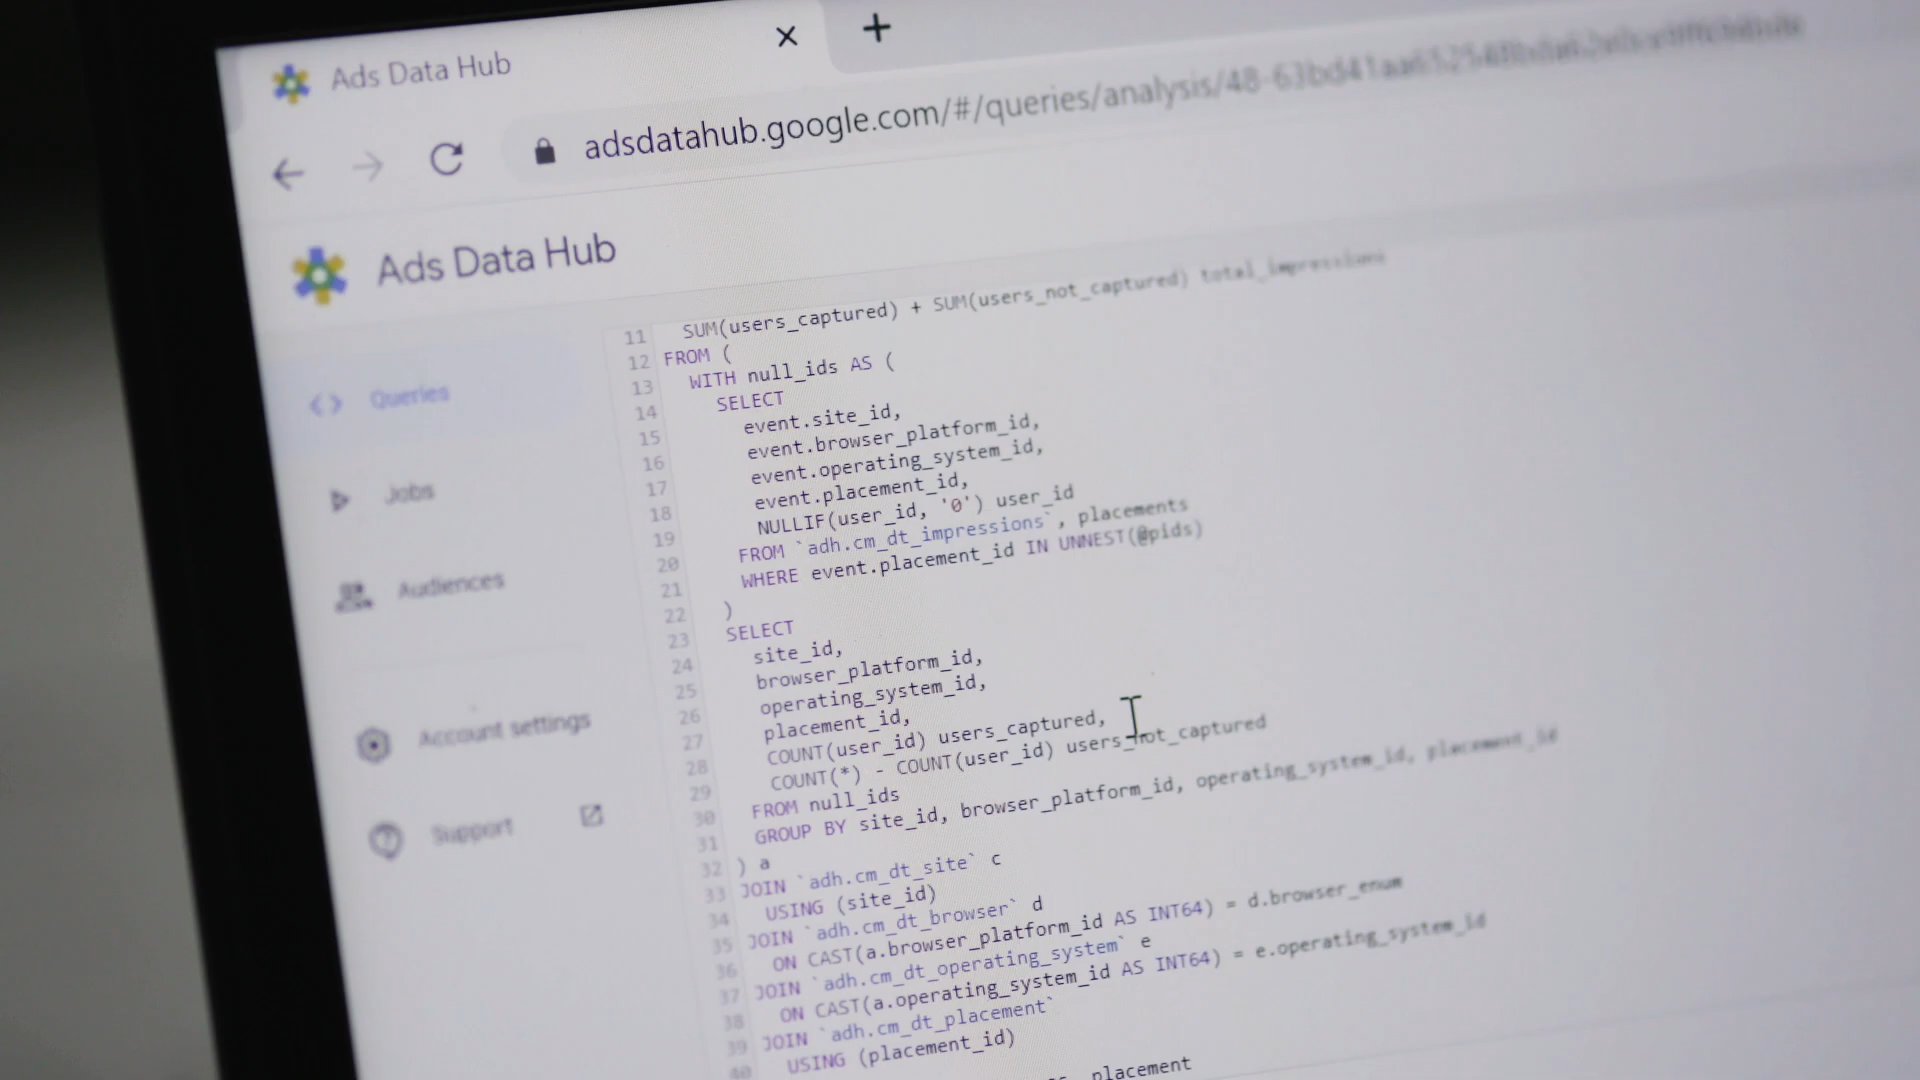 Ads Data Hub
adsdatahub.google.com/#/queries/analysis/48-63bd41aa
Ads Data Hub
Queries
Jobs
Audiences
Account settings
Support
11 SUM(users_captured) + SUM(users_not_captured) total_impressions
12 FROM (
13 WITH null_ids AS (
14 SELECT
15 event.site_id,
16 event.browser_platform_id,
17 event.operating_system_id,
18 event.placement_id,
19 NULLIF(user_id, '0') user_id
20 FROM `adh.cm_dt_impressions`, placements
21 WHERE event.placement_id IN UNNEST(@pids)
22 )
23 SELECT
24 site_id,
25 browser_platform_id,
26 operating_system_id,
27 placement_id,
28 COUNT(user_id) users_captured,
29 COUNT(*) - COUNT(user_id) users_not_captured
30 FROM null_ids
31 GROUP BY site_id, browser_platform_id, operating_system_id, placement_id
32 ) a
33 JOIN `adh.cm_dt_site` c
34 USING (site_id)
35 JOIN `adh.cm_dt_browser` d
36 ON CAST(a.browser_platform_id AS INT64) = d.browser_enum
37 JOIN `adh.cm_dt_operating_system` e
38 ON CAST(a.operating_system_id AS INT64) = e.operating_system_id
39 JOIN `adh.cm_dt_placement`
40 USING (placement_id)
placement